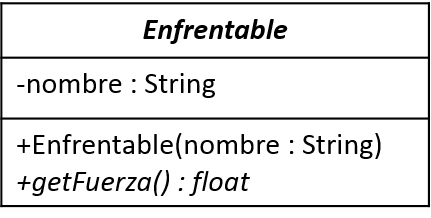 Enfrentable
-nombre : String
+Enfrentable(nombre : String)
+getFuerza() : float